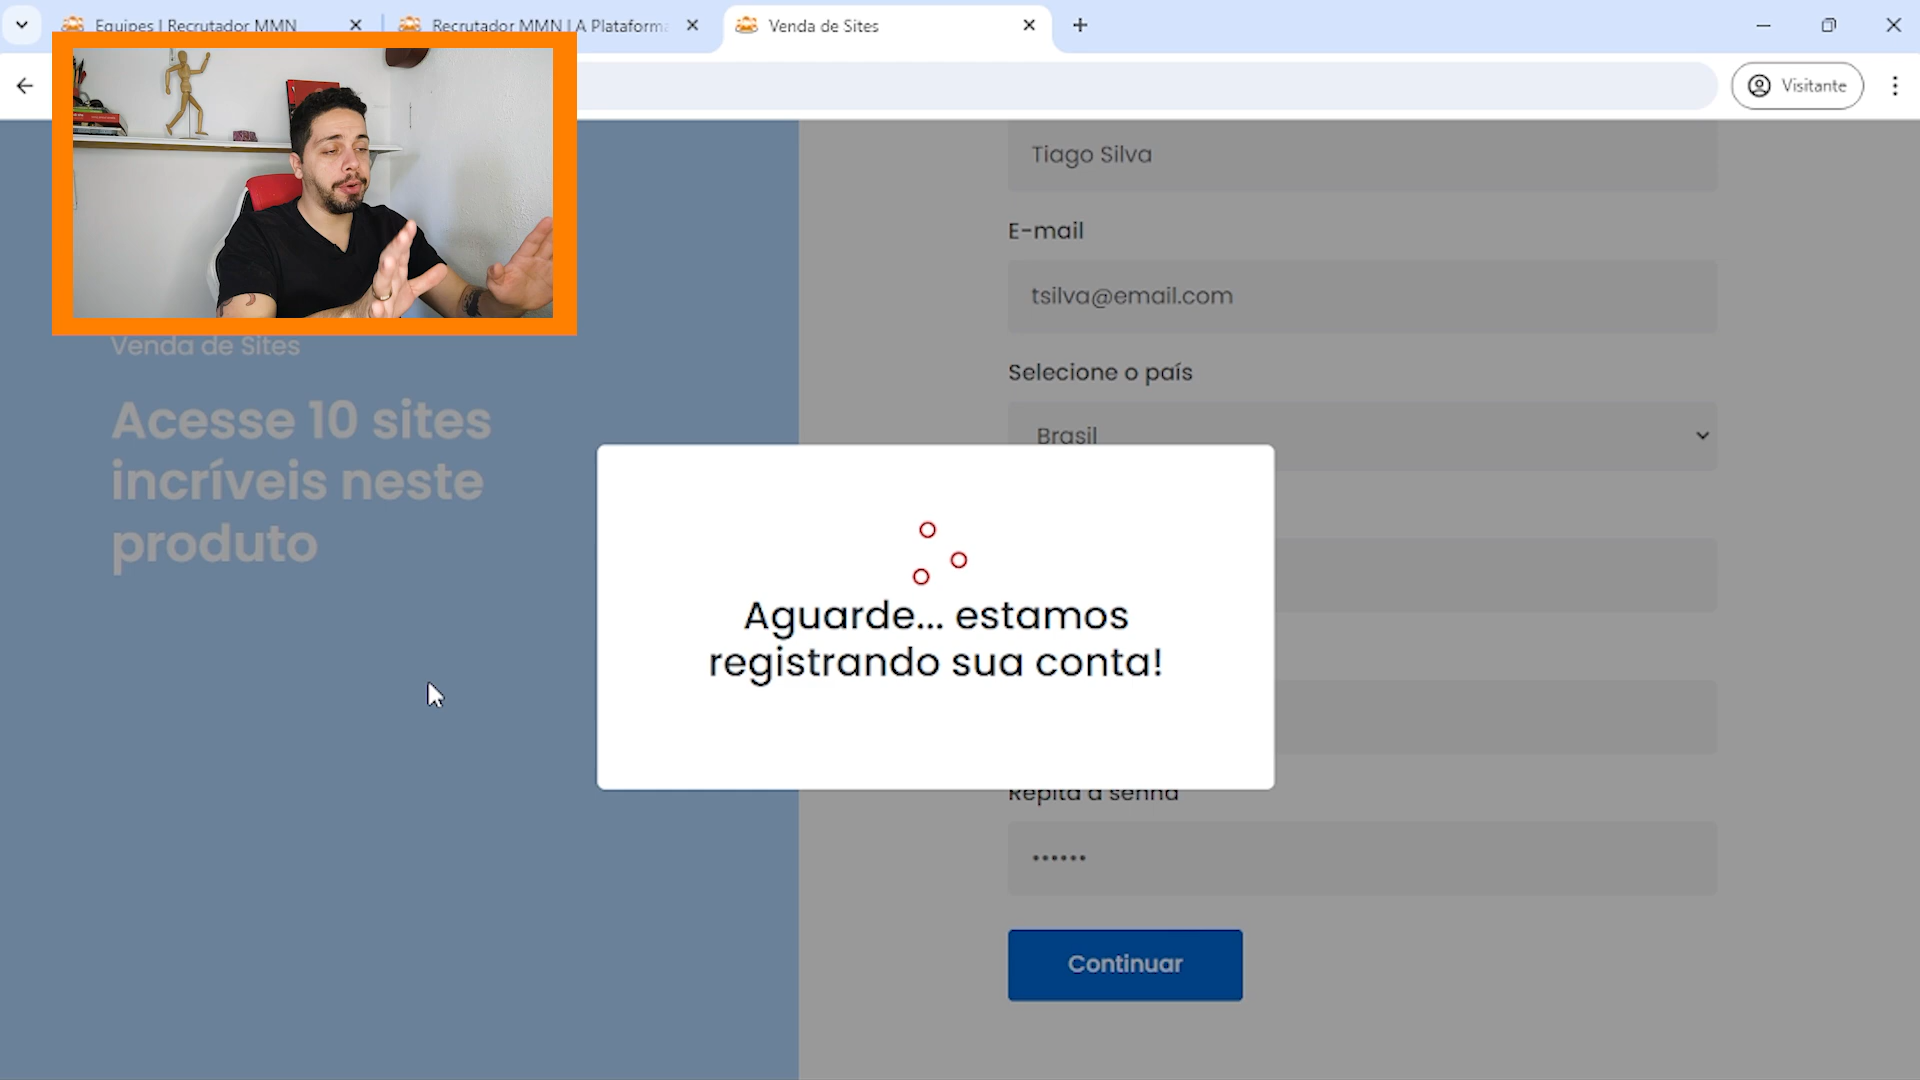 Equipes | Recrutador MMN
Recrutador MMN | A Plataforma
Venda de Sites
Visitante
Tiago Silva
E-mail
tsilva@email.com
Selecione o país
Brasil
Venda de Sites
Acesse 10 sites
incríveis neste
produto
Aguarde... estamos
registrando sua conta!
Repita a senha
••••••
Continuar